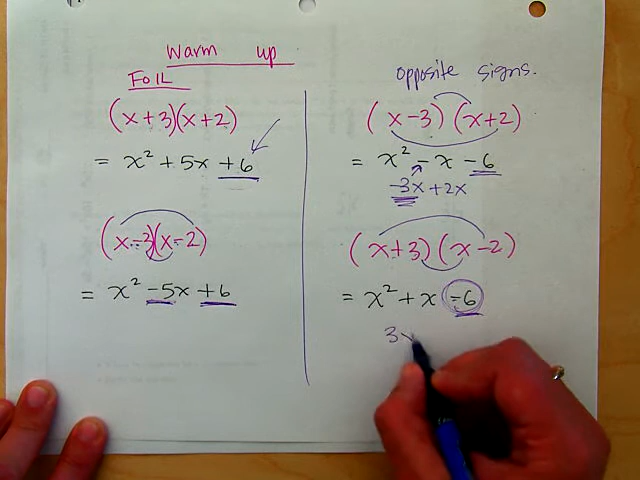 Warm up
FOIL
(x+3)(x+2)
= x² + 5x + 6
(x-3)(x-2)
= x² - 5x + 6
opposite signs.
(x-3)(x+2)
= x² - x - 6
-3x + 2x
(x+3)(x-2)
= x² + x - 6
3